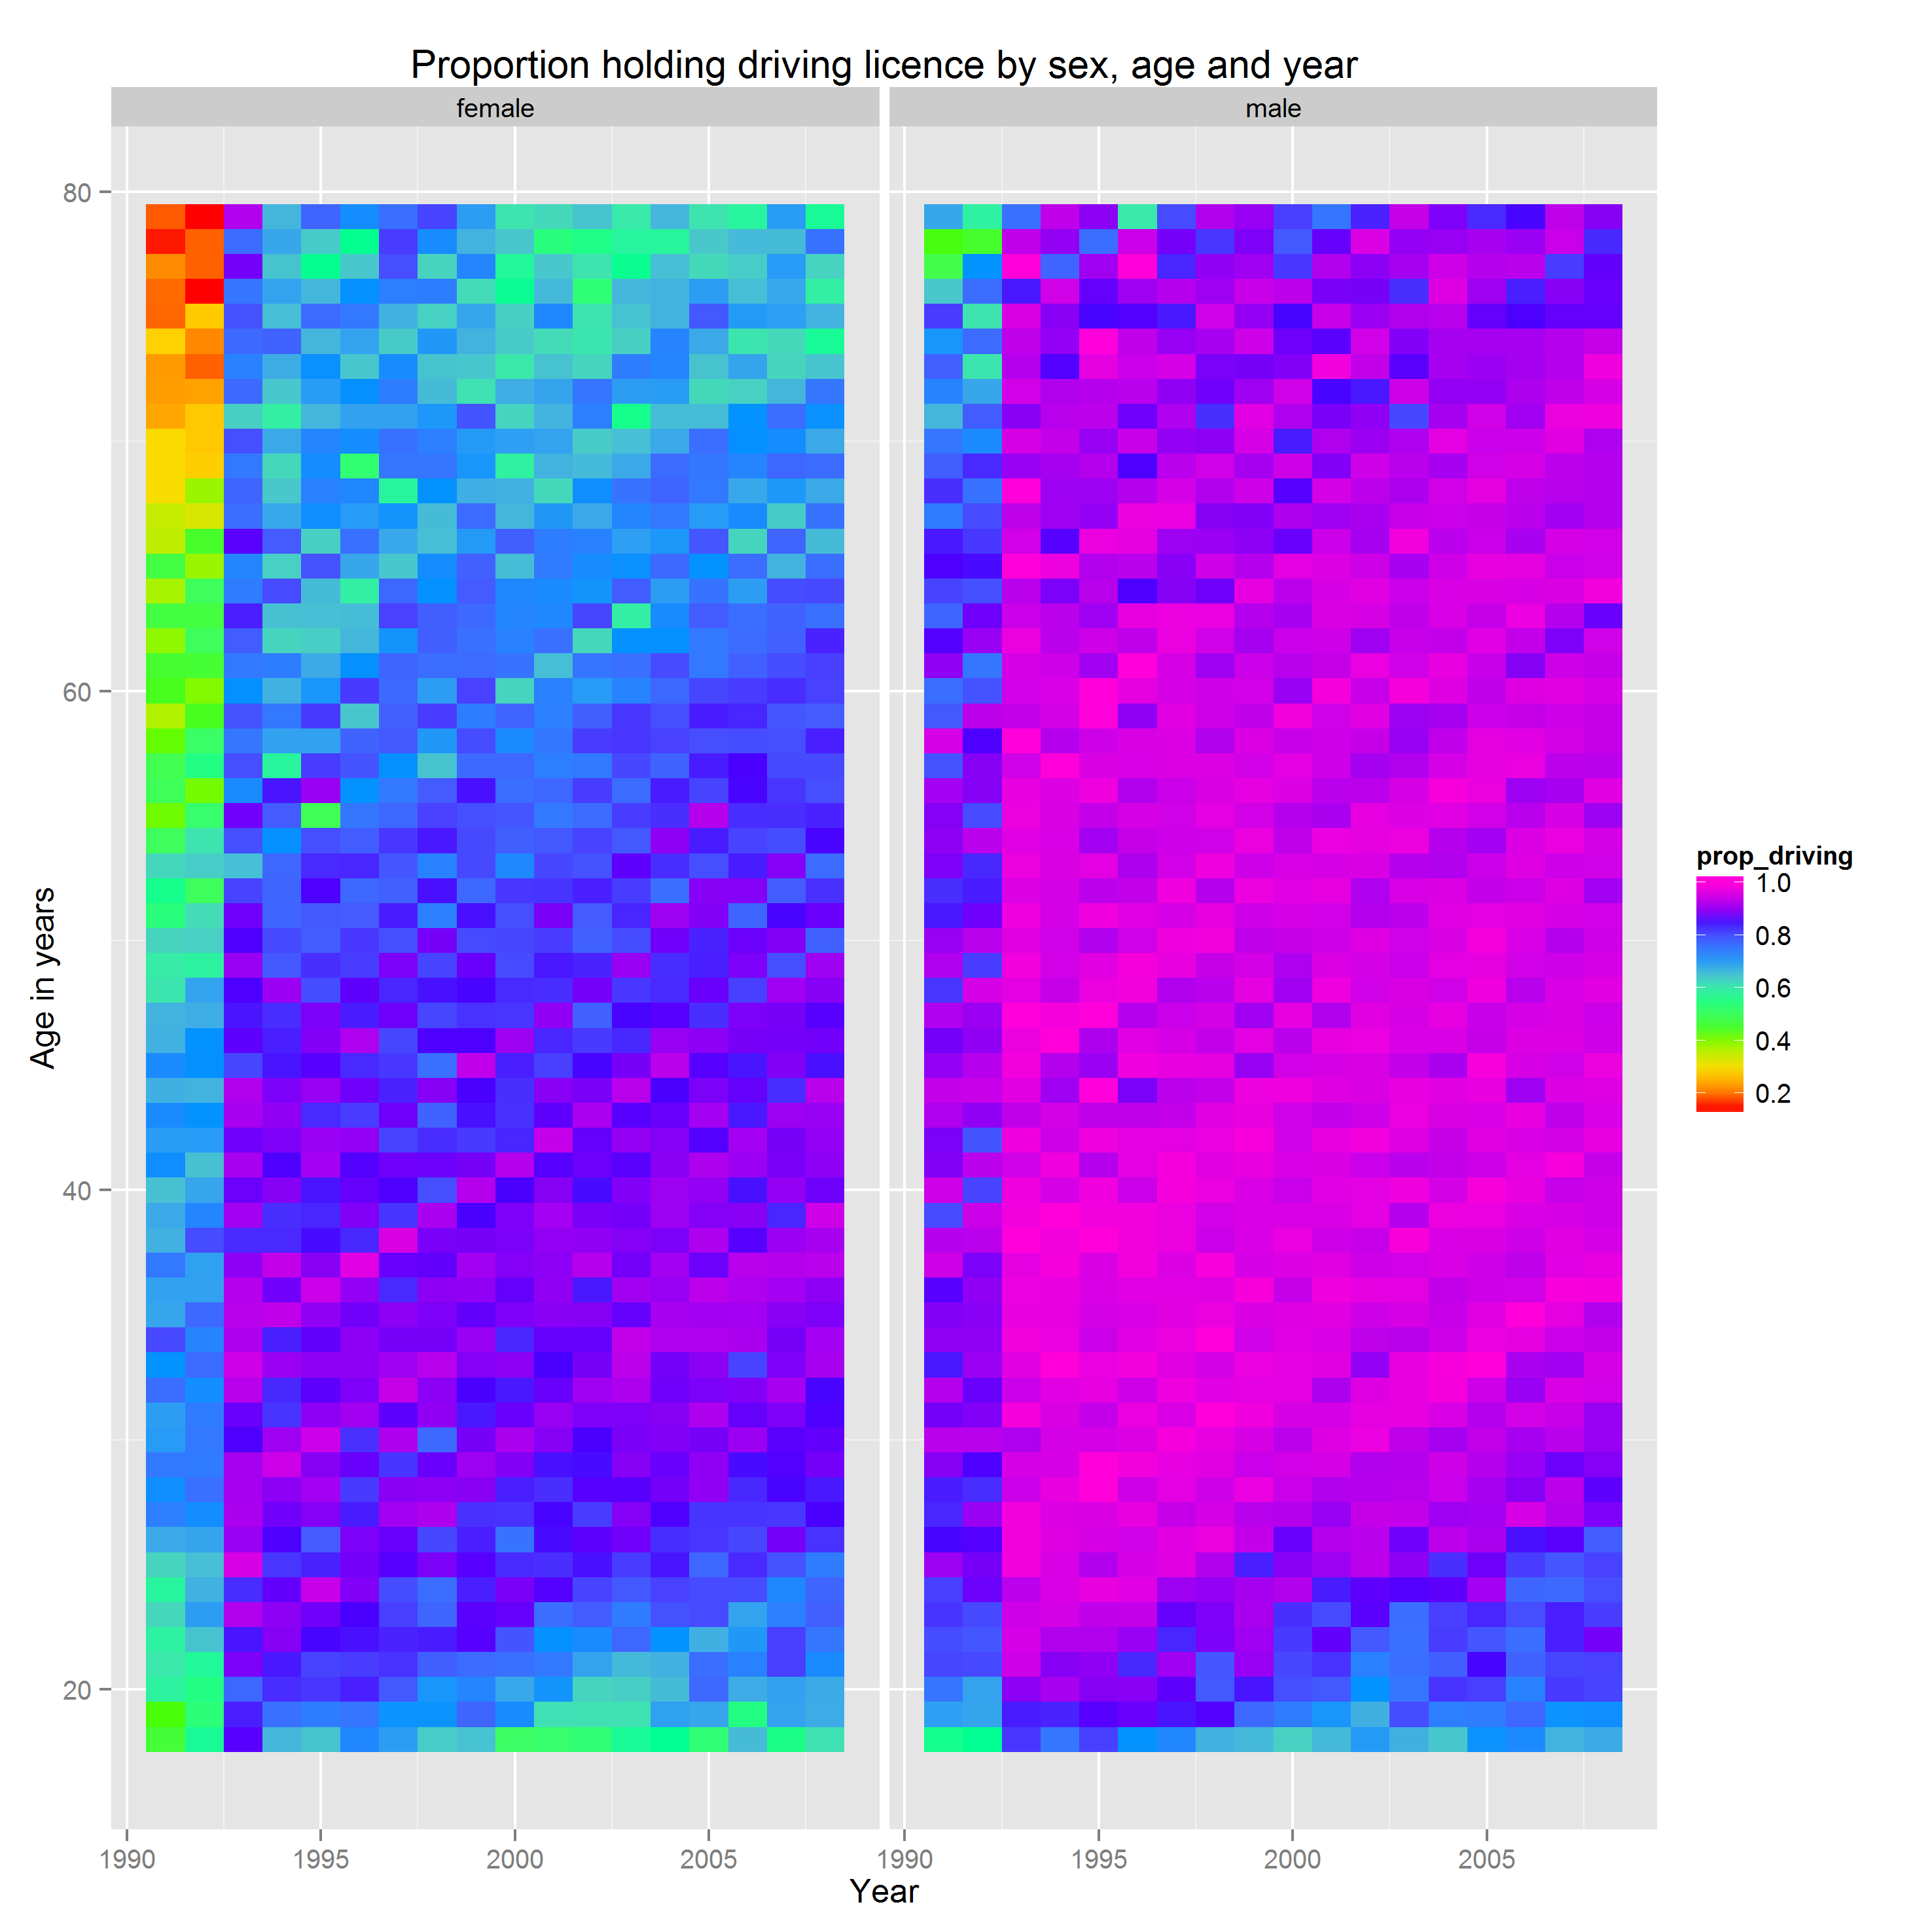 Proportion holding driving licence by sex, age and year
female
male
80
60
40
20
Age in years
1990
1995
2000
2005
1990
1995
2000
2005
Year
prop_driving
1.0
0.8
0.6
0.4
0.2